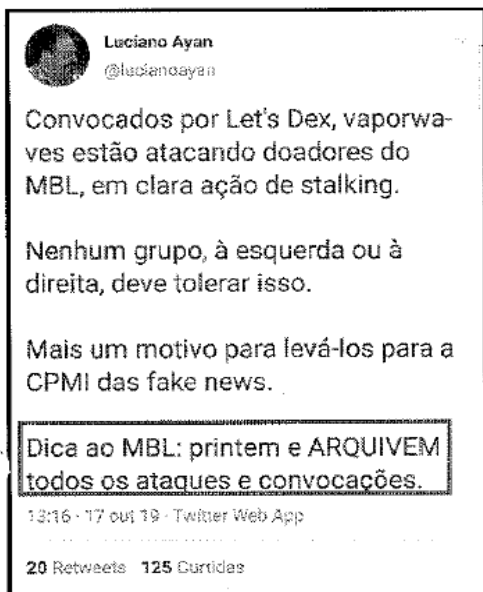 Luciano Ayan
@lucianoayan
Convocados por Let's Dex, vaporwa-
ves estão atacando doadores do
MBL, em clara ação de stalking.
Nenhum grupo, à esquerda ou à
direita, deve tolerar isso.
Mais um motivo para levá-los para a
CPMI das fake news.
Dica ao MBL: printem e ARQUIVEM
todos os ataques e convocações.
13:16 · 17 out 19 · Twitter Web App
20 Retweets 125 Curtidas